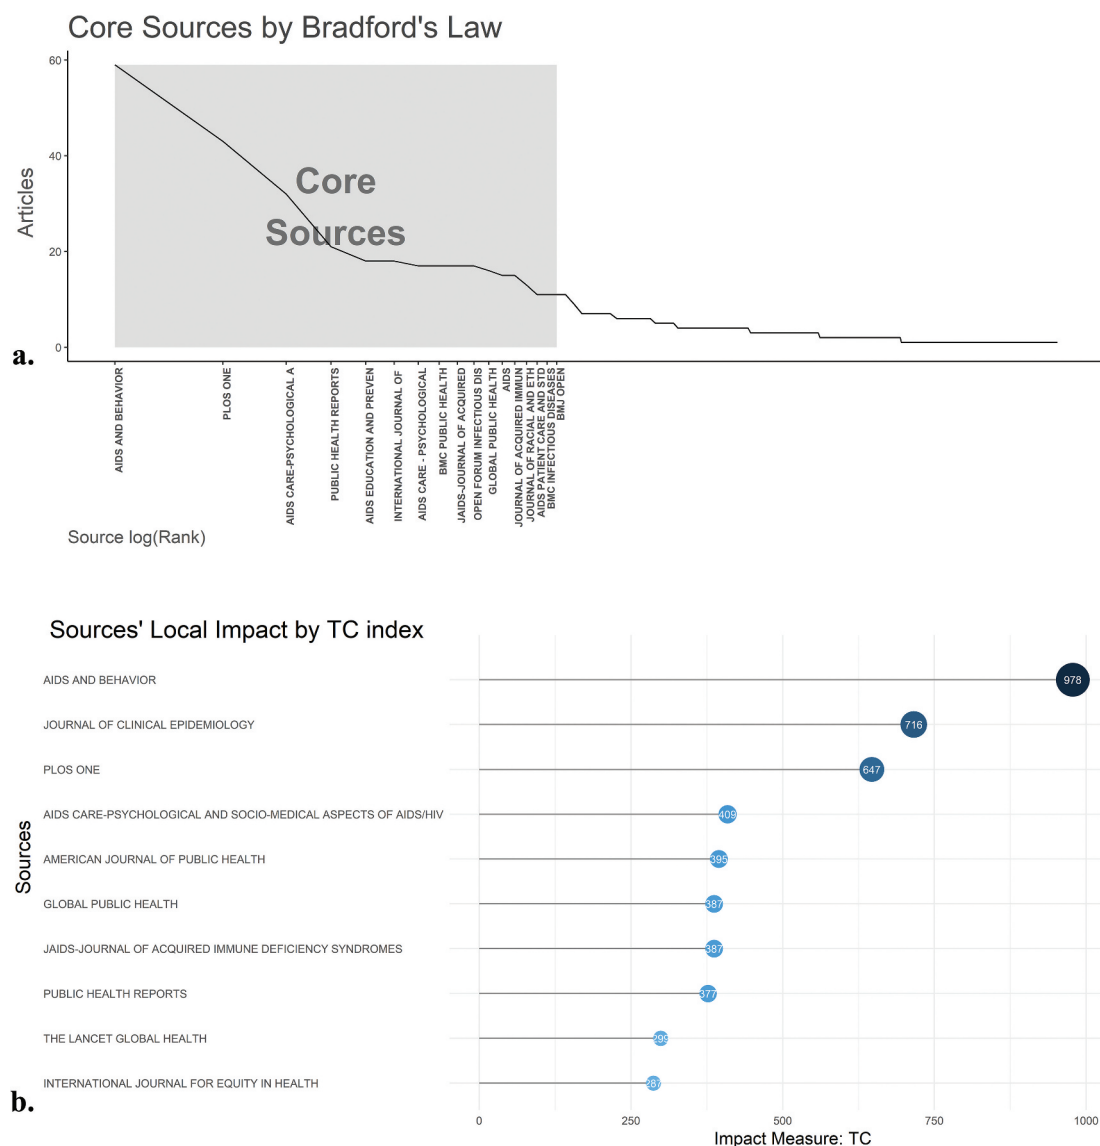 Core Sources by Bradford's Law
60
40
20
0
Articles
Core
Sources
a.
AIDS AND BEHAVIOR
PLOS ONE
AIDS CARE-PSYCHOLOGICAL A
PUBLIC HEALTH REPORTS
AIDS EDUCATION AND PREVEN
INTERNATIONAL JOURNAL OF
AIDS CARE - PSYCHOLOGICAL
BMC PUBLIC HEALTH
JAIDS-JOURNAL OF ACQUIRED
OPEN FORUM INFECTIOUS DIS
GLOBAL PUBLIC HEALTH
AIDS
JOURNAL OF ACQUIRED IMMUN
JOURNAL OF RACIAL AND ETH
AIDS PATIENT CARE AND STD
BMC INFECTIOUS DISEASES
BMJ OPEN
Source log(Rank)
Sources' Local Impact by TC index
AIDS AND BEHAVIOR 978
JOURNAL OF CLINICAL EPIDEMIOLOGY 716
PLOS ONE 647
AIDS CARE-PSYCHOLOGICAL AND SOCIO-MEDICAL ASPECTS OF AIDS/HIV 409
AMERICAN JOURNAL OF PUBLIC HEALTH 395
GLOBAL PUBLIC HEALTH 387
JAIDS-JOURNAL OF ACQUIRED IMMUNE DEFICIENCY SYNDROMES 387
PUBLIC HEALTH REPORTS 377
THE LANCET GLOBAL HEALTH 299
INTERNATIONAL JOURNAL FOR EQUITY IN HEALTH 287
Sources
b.
0 250 500 750 1000
Impact Measure: TC